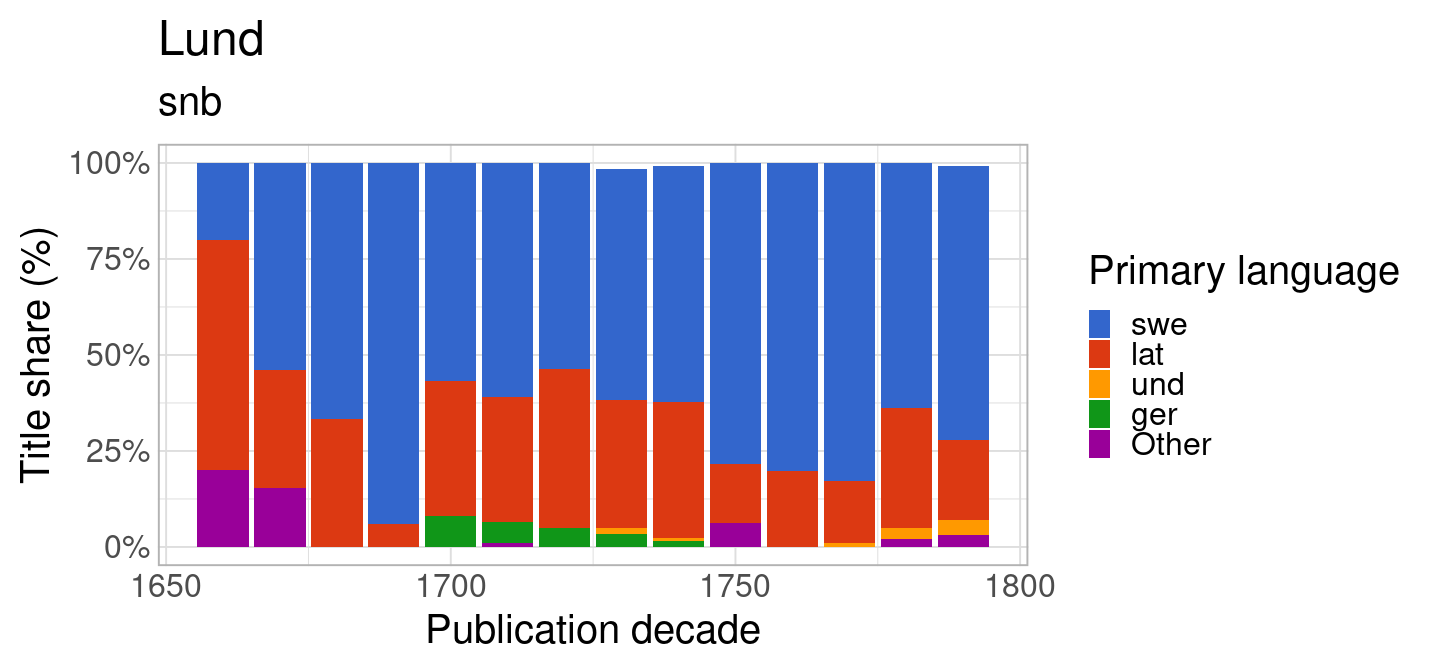 Lund
snb
100%
75%
50%
25%
0%
Title share (%)
1650 1700 1750 1800
Publication decade
Primary language
swe
lat
und
ger
Other